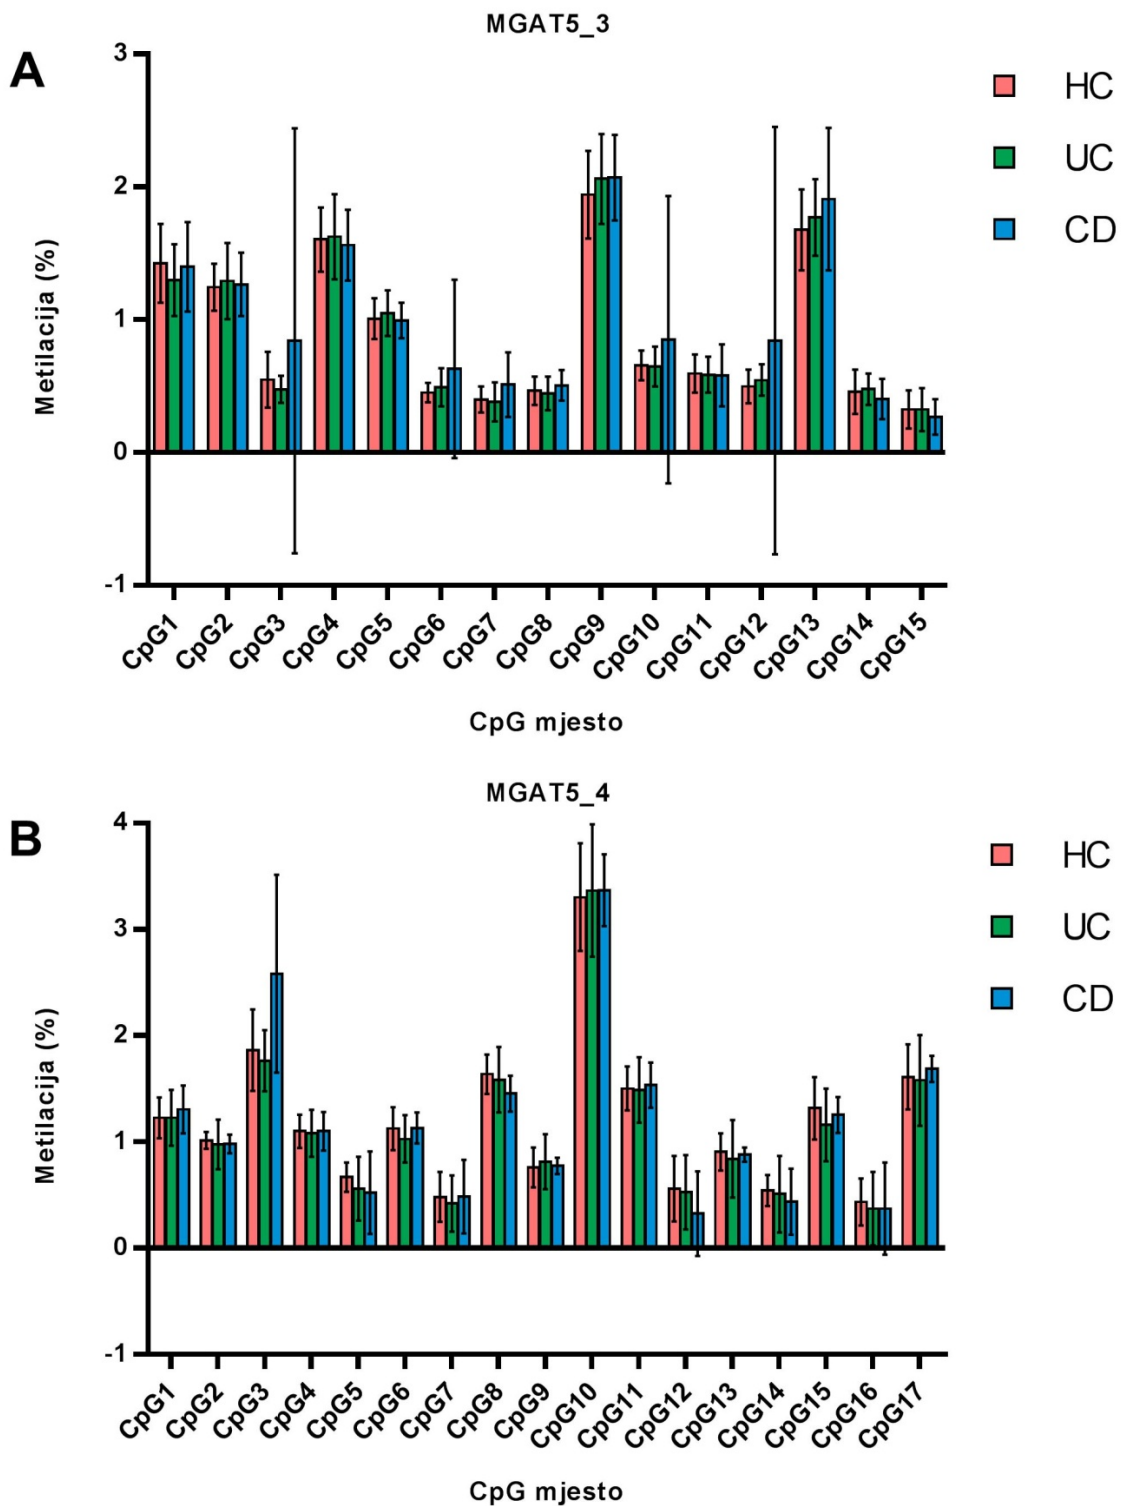 MGAT5_3
A
3
2
1
0
-1
Metilacija (%)
HC
UC
CD
CpG1 CpG2 CpG3 CpG4 CpG5 CpG6 CpG7 CpG8 CpG9 CpG10 CpG11 CpG12 CpG13 CpG14 CpG15
CpG mjesto
MGAT5_4
B
4
3
2
1
0
-1
Metilacija (%)
HC
UC
CD
CpG1 CpG2 CpG3 CpG4 CpG5 CpG6 CpG7 CpG8 CpG9 CpG10 CpG11 CpG12 CpG13 CpG14 CpG15 CpG16 CpG17
CpG mjesto